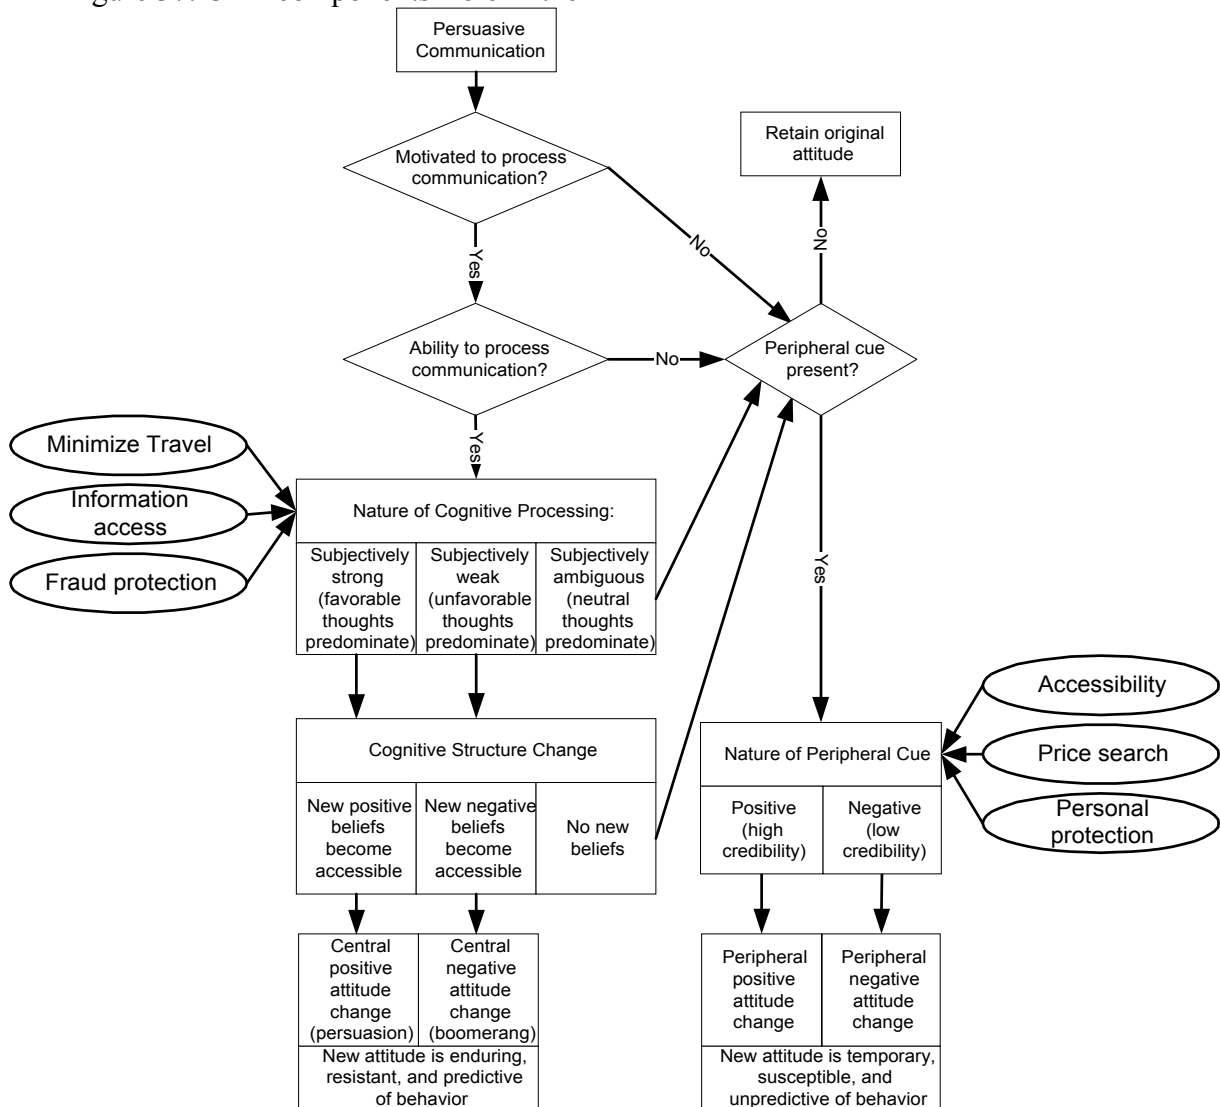 Persuasive
Communication
Motivated to process
communication?
Retain original
attitude
No
No
Yes
Ability to process
communication?
No
Peripheral cue
present?
Yes
Yes
Minimize Travel
Information
access
Fraud protection
Nature of Cognitive Processing:
Subjectively
strong
(favorable
thoughts
predominate)
Subjectively
weak
(unfavorable
thoughts
predominate)
Subjectively
ambiguous
(neutral
thoughts
predominate)
Cognitive Structure Change
New positive
beliefs
become
accessible
New negative
beliefs
become
accessible
No new
beliefs
Accessibility
Price search
Personal
protection
Nature of Peripheral Cue
Positive
(high
credibility)
Negative
(low
credibility)
Central
positive
attitude
change
(persuasion)
Central
negative
attitude
change
(boomerang)
New attitude is enduring,
resistant, and predictive
of behavior
Peripheral
positive
attitude
change
Peripheral
negative
attitude
change
New attitude is temporary,
susceptible, and
unpredictive of behavior